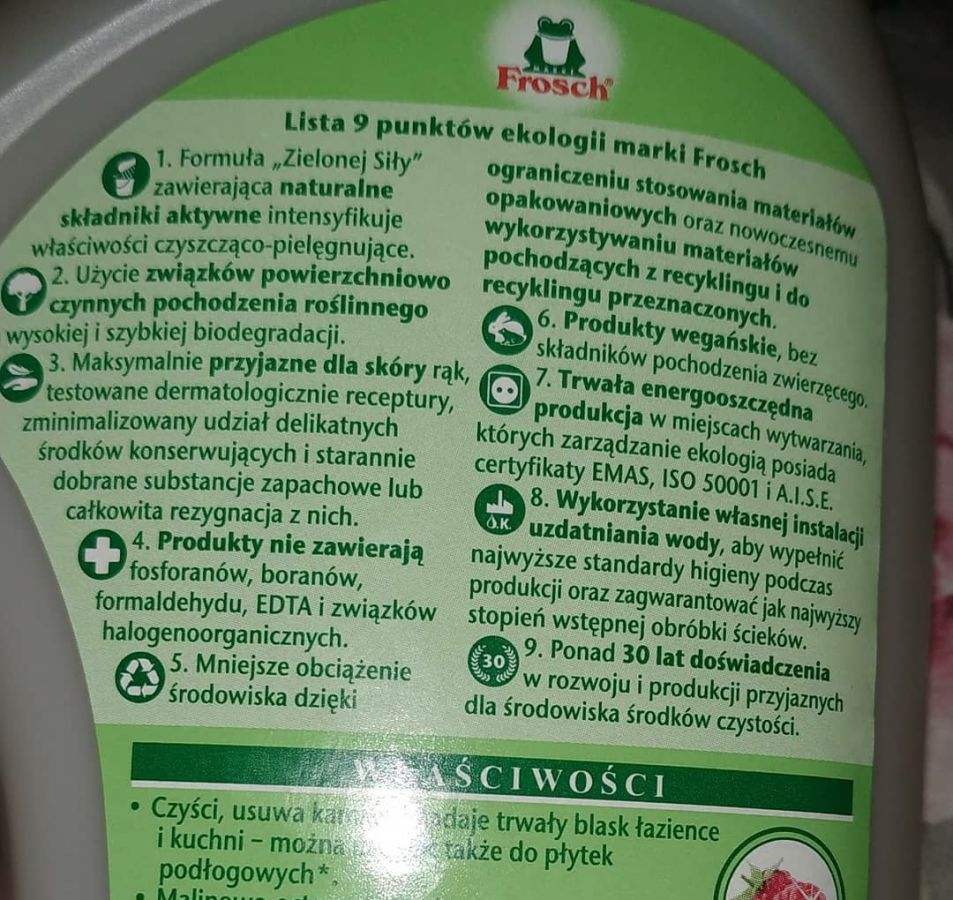 MARKI
Frosch®
Lista 9 punktów ekologii marki Frosch
1. Formuła „Zielonej Siły”
zawierająca naturalne
składniki aktywne intensyfikuje
właściwości czyszcząco-pielęgnujące.
2. Użycie związków powierzchniowo
czynnych pochodzenia roślinnego
wysokiej i szybkiej biodegradacji.
3. Maksymalnie przyjazne dla skóry rąk,
testowane dermatologicznie receptury,
zminimalizowany udział delikatnych
środków konserwujących i starannie
dobrane substancje zapachowe lub
całkowita rezygnacja z nich.
4. Produkty nie zawierają
fosforanów, boranów,
formaldehydu, EDTA i związków
halogenoorganicznych.
5. Mniejsze obciążenie
środowiska dzięki
ograniczeniu stosowania materiałów
opakowaniowych oraz nowoczesnemu
wykorzystywaniu materiałów
pochodzących z recyklingu i do
recyklingu przeznaczonych.
6. Produkty wegańskie, bez
składników pochodzenia zwierzęcego.
7. Trwała energooszczędna
produkcja w miejscach wytwarzania,
których zarządzanie ekologią posiada
certyfikaty EMAS, ISO 50001 i A.I.S.E.
O.K.
8. Wykorzystanie własnej instalacji
uzdatniania wody, aby wypełnić
najwyższe standardy higieny podczas
produkcji oraz zagwarantować jak najwyższy
stopień wstępnej obróbki ścieków.
30
9. Ponad 30 lat doświadczenia
w rozwoju i produkcji przyjaznych
dla środowiska środków czystości.
WŁAŚCIWOŚCI
• Czyści, usuwa trwały blask łazience
i kuchni – można także do płytek
podłogowych*.